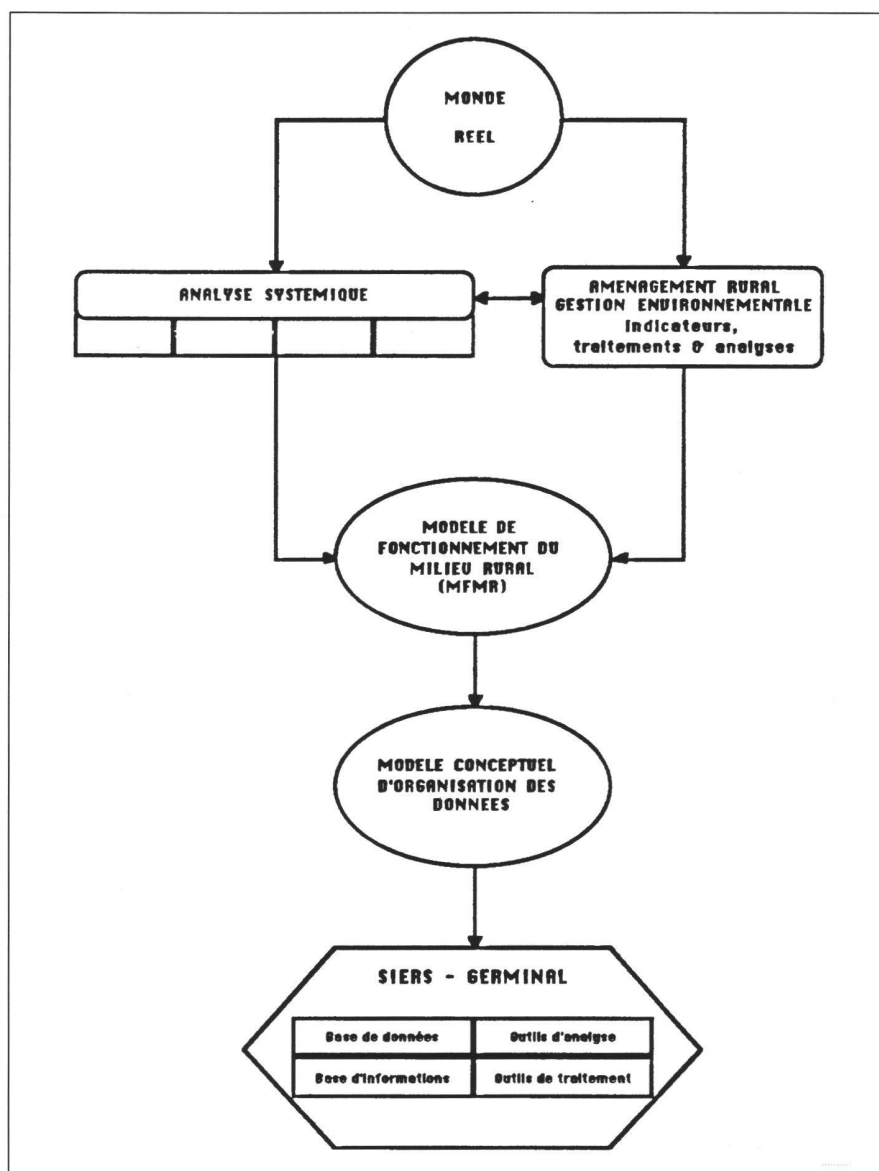 MONDE
REEL
ANALYSE SYSTEMIQUE
AMENAGEMENT RURAL
GESTION ENVIRONNEMENTALE
indicateurs,
traitements & analyses
MODELE DE
FONCTIONNEMENT DU
MILIEU RURAL
(MFMR)
MODELE CONCEPTUEL
D'ORGANISATION DES
DONNEES
SIERS - GERMINAL
Base de données
Outils d'analyse
Base d'informations
Outils de traitement